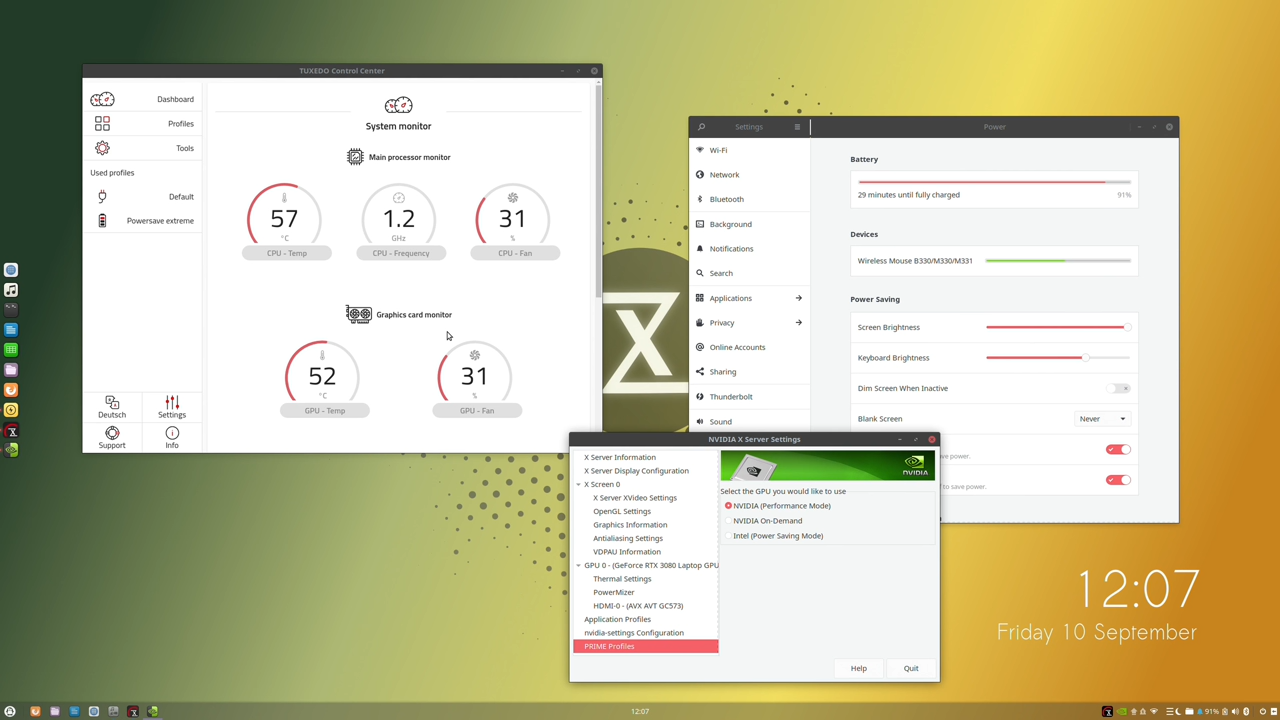 TUXEDO Control Center
Dashboard
Profiles
Tools
Used profiles
Default
Powersave extreme
Deutsch
Settings
Support
Info
System monitor
Main processor monitor
57
°C
CPU - Temp
1.2
GHz
CPU - Frequency
31
%
CPU - Fan
Graphics card monitor
52
°C
GPU - Temp
31
%
GPU - Fan
Settings
Power
Wi-Fi
Network
Bluetooth
Background
Notifications
Search
Applications
Privacy
Online Accounts
Sharing
Thunderbolt
Sound
Battery
29 minutes until fully charged
91%
Devices
Wireless Mouse B330/M330/M331
Power Saving
Screen Brightness
Keyboard Brightness
Dim Screen When Inactive
Blank Screen
Never
ve power.
f to save power.
NVIDIA X Server Settings
X Server Information
X Server Display Configuration
X Screen 0
X Server XVideo Settings
OpenGL Settings
Graphics Information
Antialiasing Settings
VDPAU Information
GPU 0 - (GeForce RTX 3080 Laptop GPU
Thermal Settings
PowerMizer
HDMI-0 - (AVX AVT GC573)
Application Profiles
nvidia-settings Configuration
PRIME Profiles
NVIDIA
Select the GPU you would like to use
NVIDIA (Performance Mode)
NVIDIA On-Demand
Intel (Power Saving Mode)
Help
Quit
12:07
Friday 10 September
12:07
91%